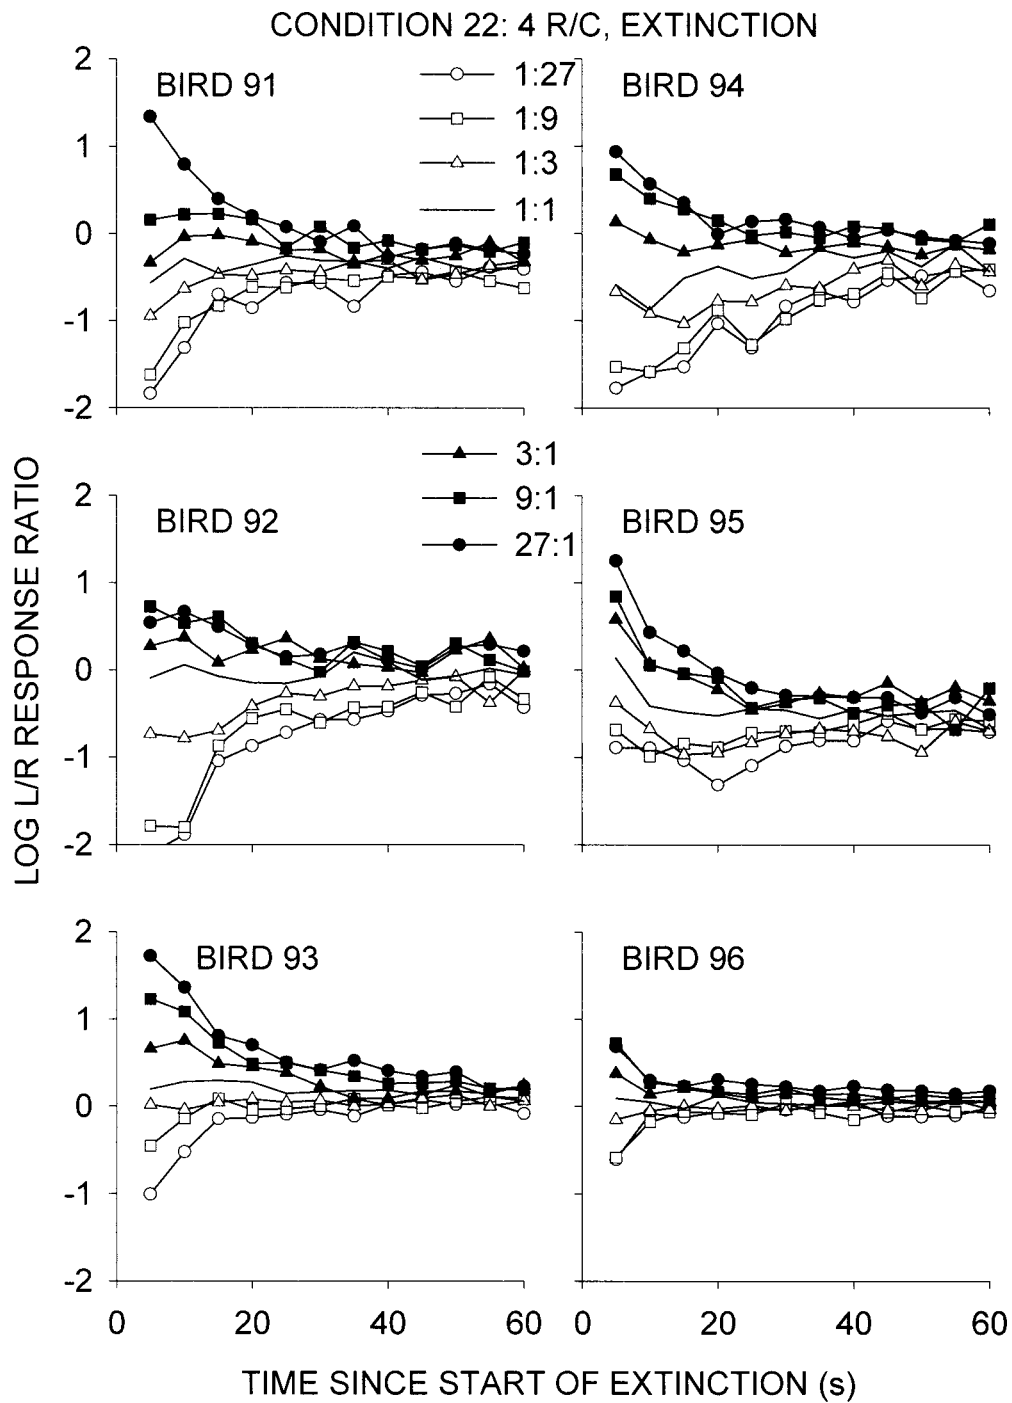 CONDITION 22: 4 R/C, EXTINCTION
2
BIRD 91
1:27
1:9
1:3
1:1
BIRD 94
1
0
-1
-2
3:1
9:1
27:1
2
BIRD 92
BIRD 95
1
0
-1
-2
LOG L/R RESPONSE RATIO
2
BIRD 93
BIRD 96
1
0
-1
-2
0 20 40 60 0 20 40 60
TIME SINCE START OF EXTINCTION (s)